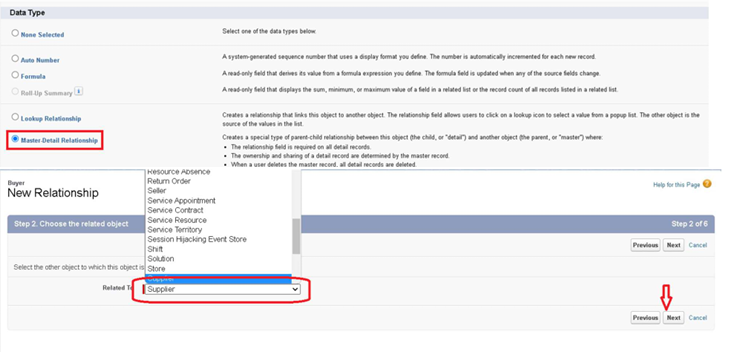 Data Type
None Selected
Select one of the data types below.
Auto Number
A system-generated sequence number that uses a display format you define. The number is automatically incremented for each new record.
Formula
A read-only field that derives its value from a formula expression you define. The formula field is updated when any of the source fields change.
Roll-Up Summary
A read-only field that displays the sum, minimum, or maximum value of a field in a related list or the record count of all records listed in a related list.
Lookup Relationship
Creates a relationship that links this object to another object. The relationship field allows users to click on a lookup icon to select a value from a popup list. The other object is the
source of the values in the list.
Master Detail Relationship
Creates a special type of parent-child relationship between this object (the child, or "detail") and another object (the parent, or "master") where:
• The relationship field is required on all detail records.
• The ownership and sharing of a detail record are determined by the master record.
• When a user deletes the master record, all detail records are deleted.
Buyer
New Relationship
Help for this Page
Resource Absence
Return Order
Seller
Service Appointment
Service Contract
Service Resource
Service Territory
Session Hijacking Event Store
Shift
Solution
Store
Supplier
Step 2. Choose the related object
Step 2 of 6
Previous Next Cancel
Select the other object to which this object is
Related T
Supplier
Previous Next Cancel